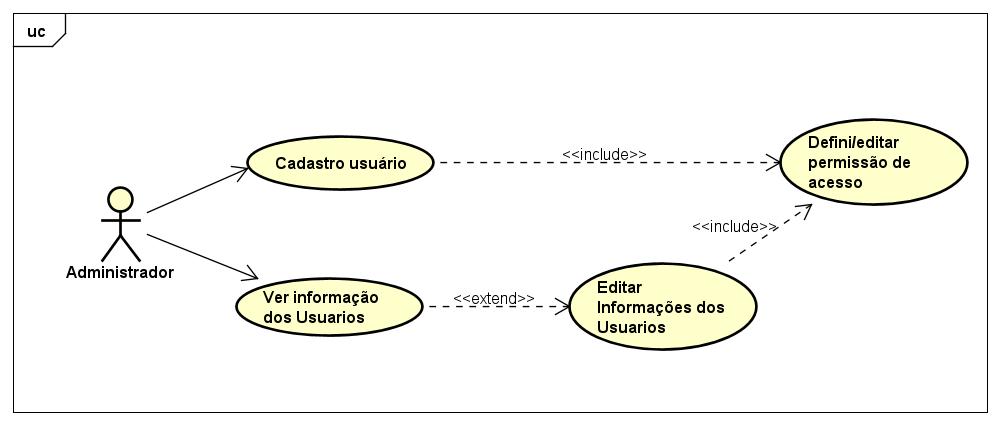 uc
Cadastro usuário
<<include>>
Defini/editar
permissão de
acesso
<<include>>
Administrador
Ver informação
dos Usuarios
<<extend>>
Editar
Informações dos
Usuarios